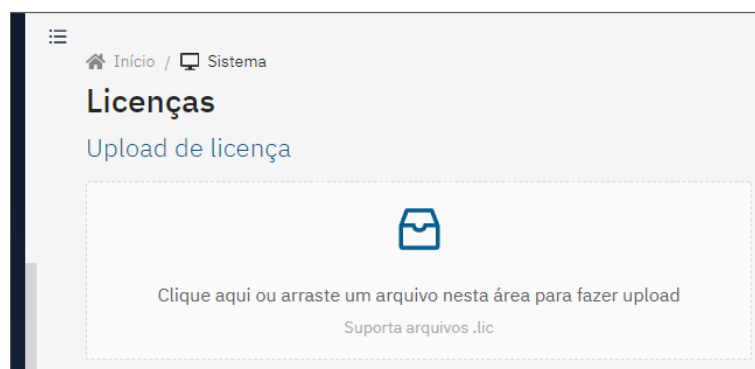 Início / Sistema
Licenças
Upload de licença
Clique aqui ou arraste um arquivo nesta área para fazer upload
Suporta arquivos .lic